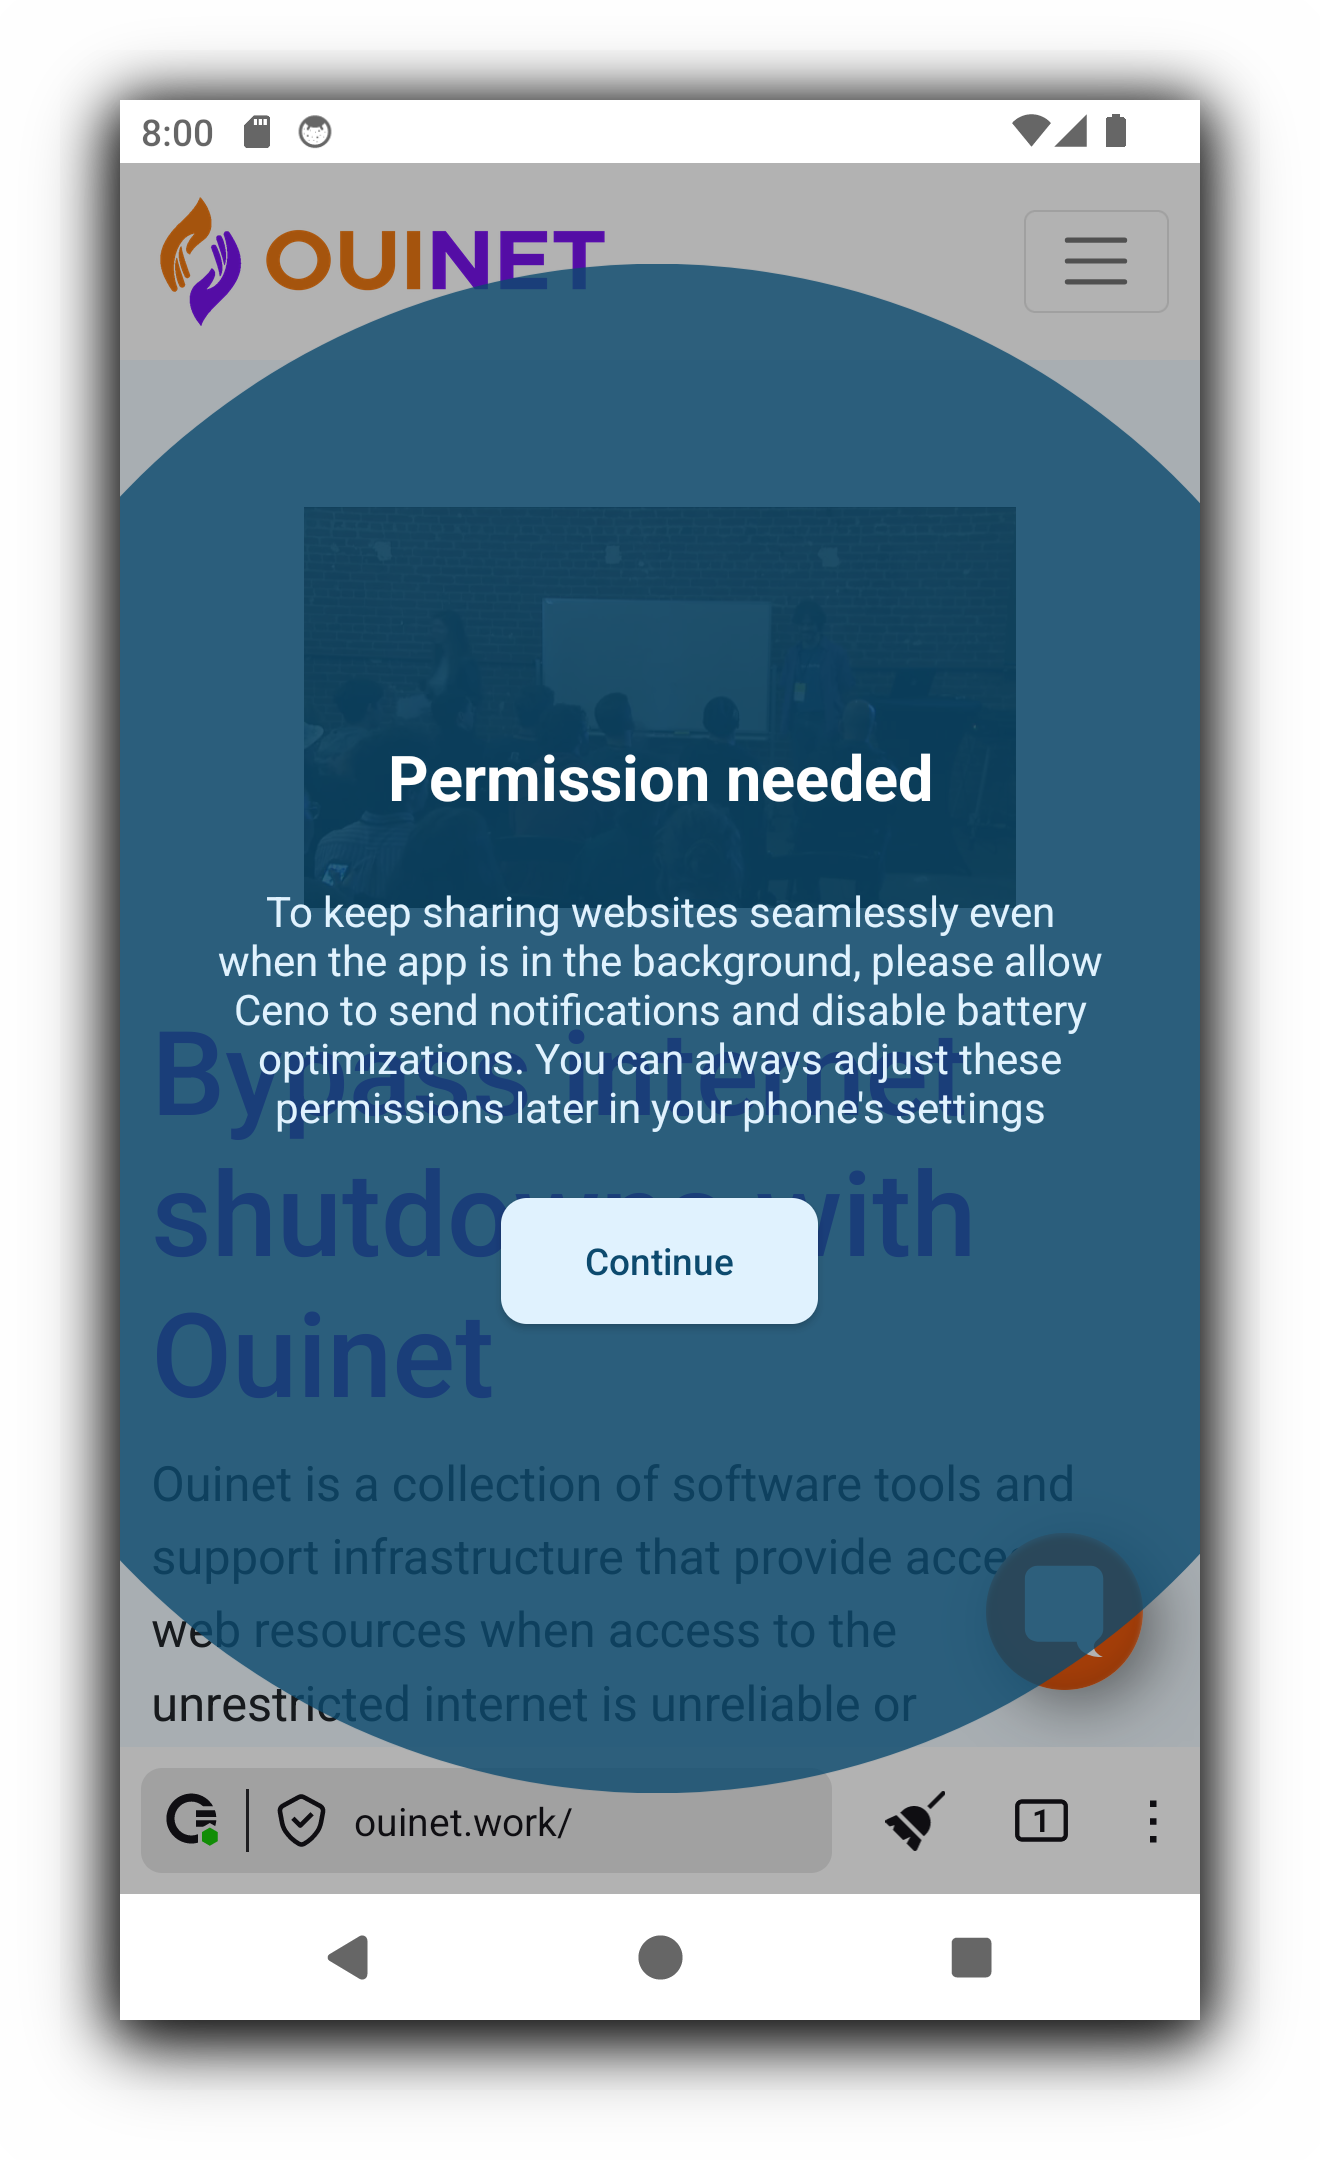 8:00
OUINET
Permission needed
To keep sharing websites seamlessly even
when the app is in the background, please allow
Ceno to send notifications and disable battery
optimizations. You can always adjust these
permissions later in your phone's settings
Bypass internet
shutdowns with
Continue
Ouinet
Ouinet is a collection of software tools and
support infrastructure that provide
web resources when access to the
unrestricted internet is unreliable or
ouinet.work/
1